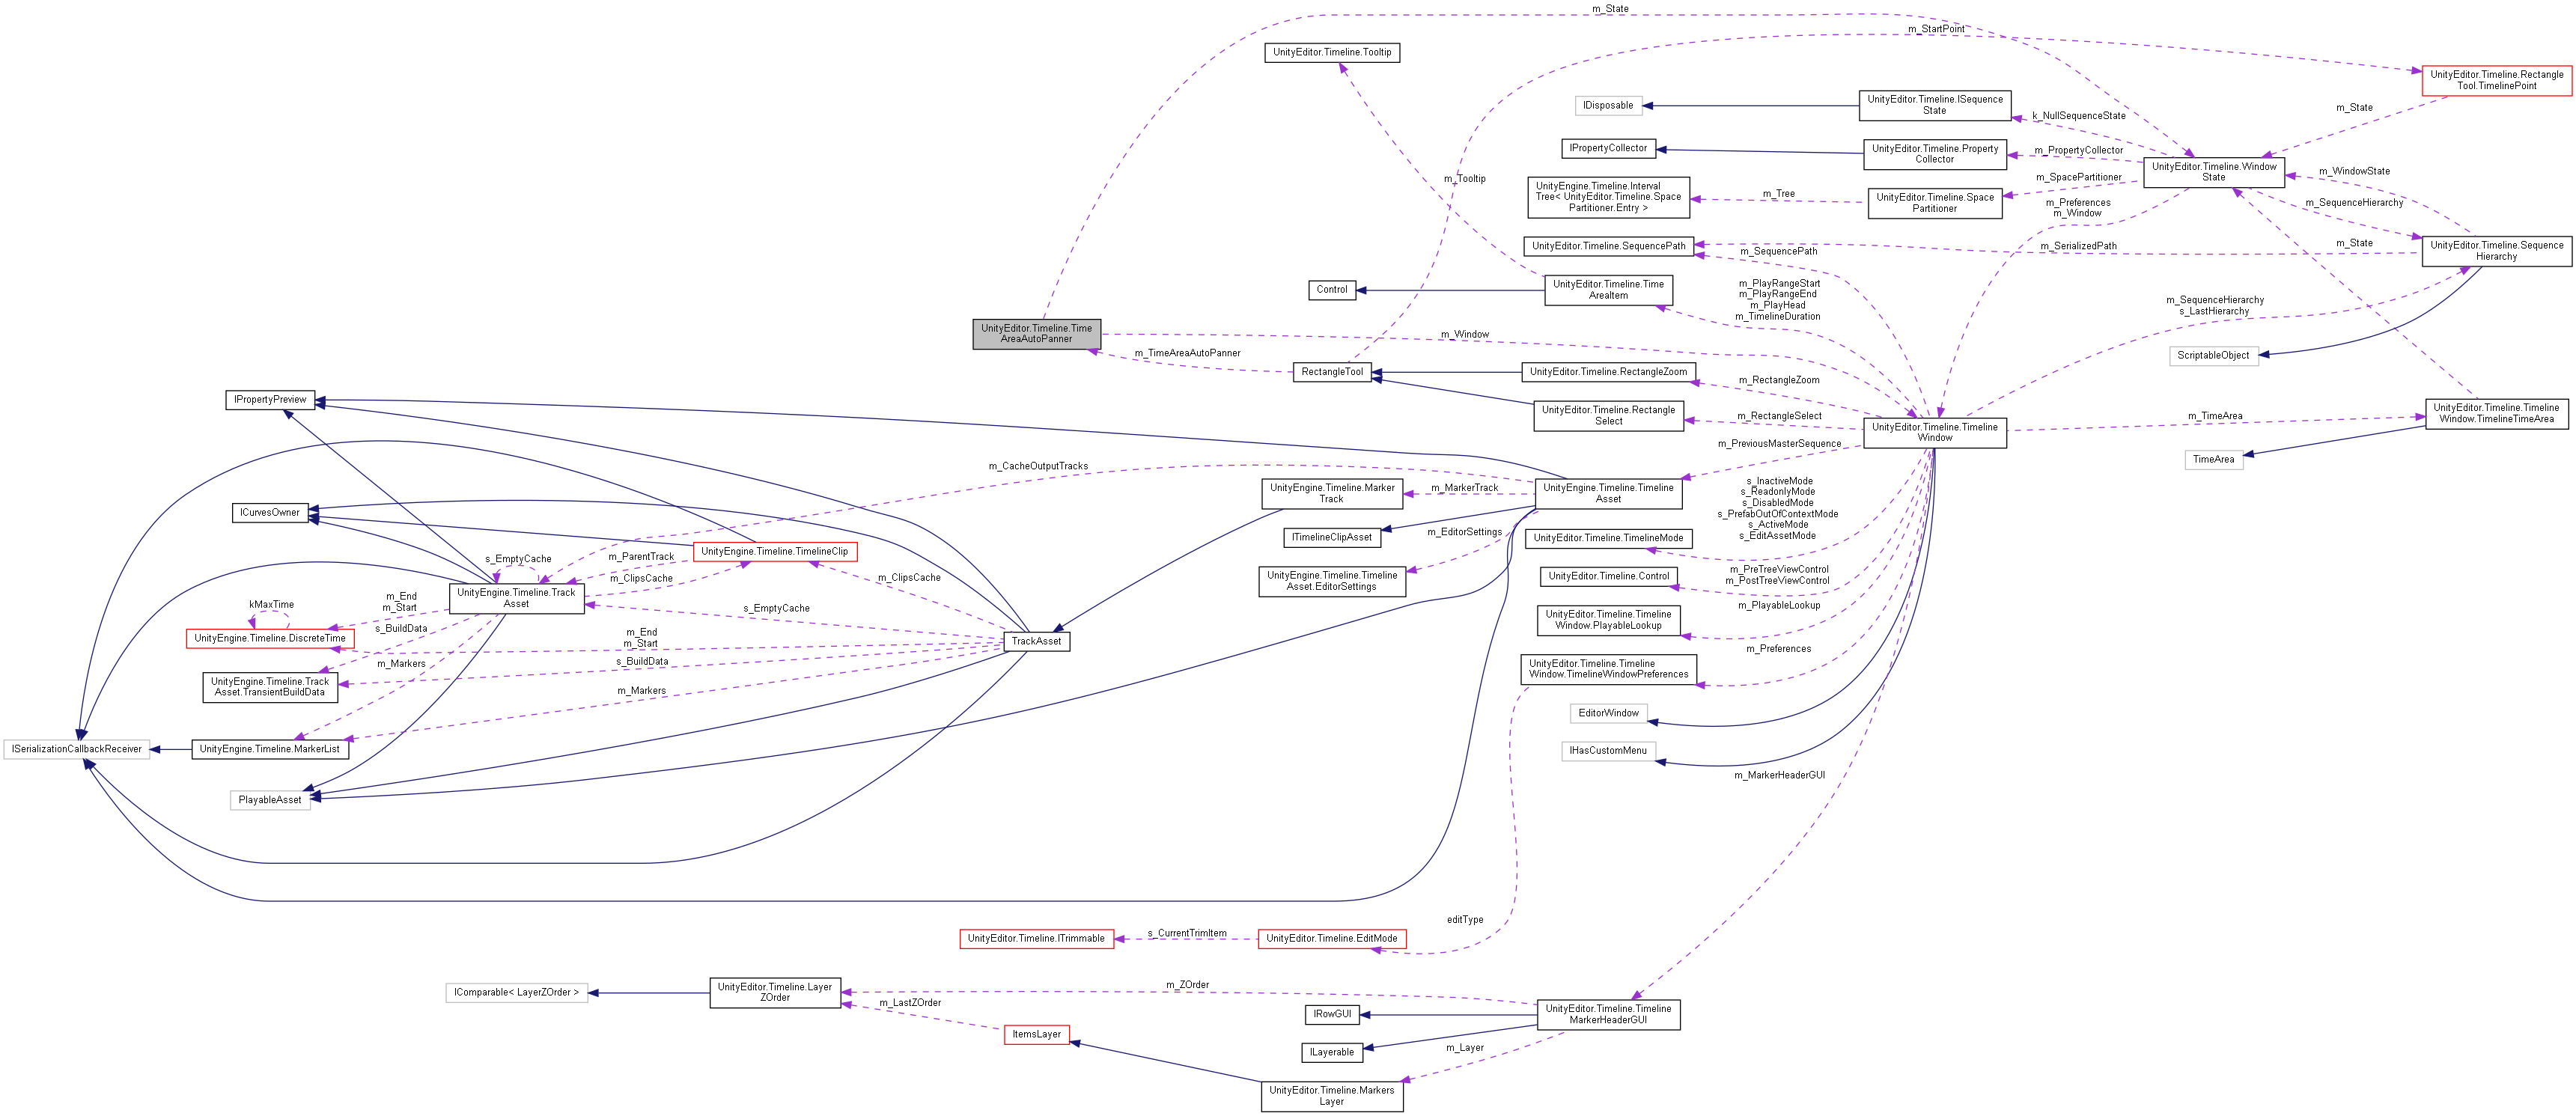 m_State
m_StartPoint
UnityEditor.Timeline.Tooltip
UnityEditor.Timeline.Rectangle
Tool.TimelinePoint
IDisposable
UnityEditor.Timeline.ISequence
State
m_State
k_NullSequenceState
IPropertyCollector
UnityEditor.Timeline.Property
Collector
m_PropertyCollector
UnityEditor.Timeline.Window
State
m_Tooltip
m_WindowState
UnityEngine.Timeline.Interval
Tree< UnityEditor.Timeline.Space
Partitioner.Entry >
m_Tree
UnityEditor.Timeline.Space
Partitioner
m_SpacePartitioner
m_Preferences
m_Window
m_SequenceHierarchy
UnityEditor.Timeline.SequencePath
m_SequencePath
m_SerializedPath
m_State
UnityEditor.Timeline.Sequence
Hierarchy
Control
UnityEditor.Timeline.Time
AreaItem
m_PlayRangeStart
m_PlayRangeEnd
m_PlayHead
m_TimelineDuration
m_SequenceHierarchy
s_LastHierarchy
UnityEditor.Timeline.Time
AreaAutoPanner
m_Window
m_TimeAreaAutoPanner
ScriptableObject
RectangleTool
UnityEditor.Timeline.RectangleZoom
m_RectangleZoom
IPropertyPreview
UnityEditor.Timeline.Rectangle
Select
m_RectangleSelect
UnityEditor.Timeline.Timeline
Window
m_TimeArea
UnityEditor.Timeline.Timeline
Window.TimelineTimeArea
m_PreviousMasterSequence
TimeArea
m_CacheOutputTracks
UnityEngine.Timeline.Marker
Track
m_MarkerTrack
UnityEngine.Timeline.Timeline
Asset
s_InactiveMode
s_ReadonlyMode
s_DisabledMode
s_PrefabOutOfContextMode
s_ActiveMode
s_EditAssetMode
ICurvesOwner
ITimelineClipAsset
m_EditorSettings
UnityEditor.Timeline.TimelineMode
UnityEngine.Timeline.TimelineClip
s_EmptyCache
m_ParentTrack
m_ClipsCache
m_ClipsCache
UnityEngine.Timeline.Timeline
Asset.EditorSettings
UnityEditor.Timeline.Control
m_PreTreeViewControl
m_PostTreeViewControl
UnityEngine.Timeline.Track
Asset
kMaxTime
m_End
m_Start
s_EmptyCache
UnityEditor.Timeline.Timeline
Window.PlayableLookup
m_PlayableLookup
UnityEngine.Timeline.DiscreteTime
s_BuildData
m_End
m_Start
TrackAsset
m_Preferences
m_Markers
s_BuildData
UnityEditor.Timeline.Timeline
Window.TimelineWindowPreferences
UnityEngine.Timeline.Track
Asset.TransientBuildData
m_Markers
EditorWindow
ISerializationCallbackReceiver
UnityEngine.Timeline.MarkerList
IHasCustomMenu
m_MarkerHeaderGUI
PlayableAsset
editType
UnityEditor.Timeline.ITrimmable
s_CurrentTrimItem
UnityEditor.Timeline.EditMode
IComparable< LayerZOrder >
UnityEditor.Timeline.Layer
ZOrder
m_ZOrder
m_LastZOrder
IRowGUI
UnityEditor.Timeline.Timeline
MarkerHeaderGUI
ItemsLayer
ILayerable
m_Layer
UnityEditor.Timeline.Markers
Layer